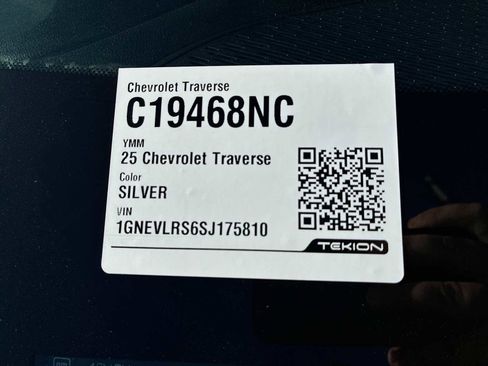 Chevrolet Traverse
C19468NC
YMM
25 Chevrolet Traverse
Color
SILVER
VIN
1GNEVLRS6SJ175810
TEKION